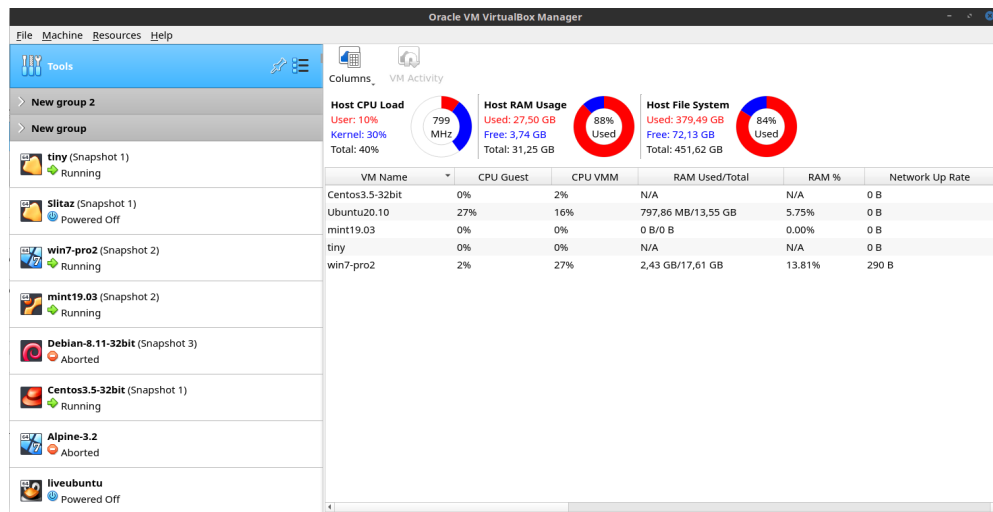 Oracle VM VirtualBox Manager
File Machine Resources Help
Tools
New group 2
New group
tiny (Snapshot 1)
Running
Slitaz (Snapshot 1)
Powered Off
win7-pro2 (Snapshot 2)
Running
mint19.03 (Snapshot 2)
Running
Debian-8.11-32bit (Snapshot 3)
Aborted
Centos3.5-32bit (Snapshot 1)
Running
Alpine-3.2
Aborted
liveubuntu
Powered Off
Columns VM Activity
Host CPU Load
User: 10%
Kernel: 30%
Total: 40%
799
MHz
Host RAM Usage
Used: 27,50 GB
Free: 3,74 GB
Total: 31,25 GB
88%
Used
Host File System
Used: 379,49 GB
Free: 72,13 GB
Total: 451,62 GB
84%
Used
VM Name CPU Guest CPU VMM RAM Used/Total RAM % Network Up Rate
Centos3.5-32bit 0% 2% N/A N/A 0 B
Ubuntu20.10 27% 16% 797,86 MB/13,55 GB 5.75% 0 B
mint19.03 0% 0% 0 B/0 B 0.00% 0 B
tiny 0% 0% N/A N/A 0 B
win7-pro2 2% 27% 2,43 GB/17,61 GB 13.81% 290 B